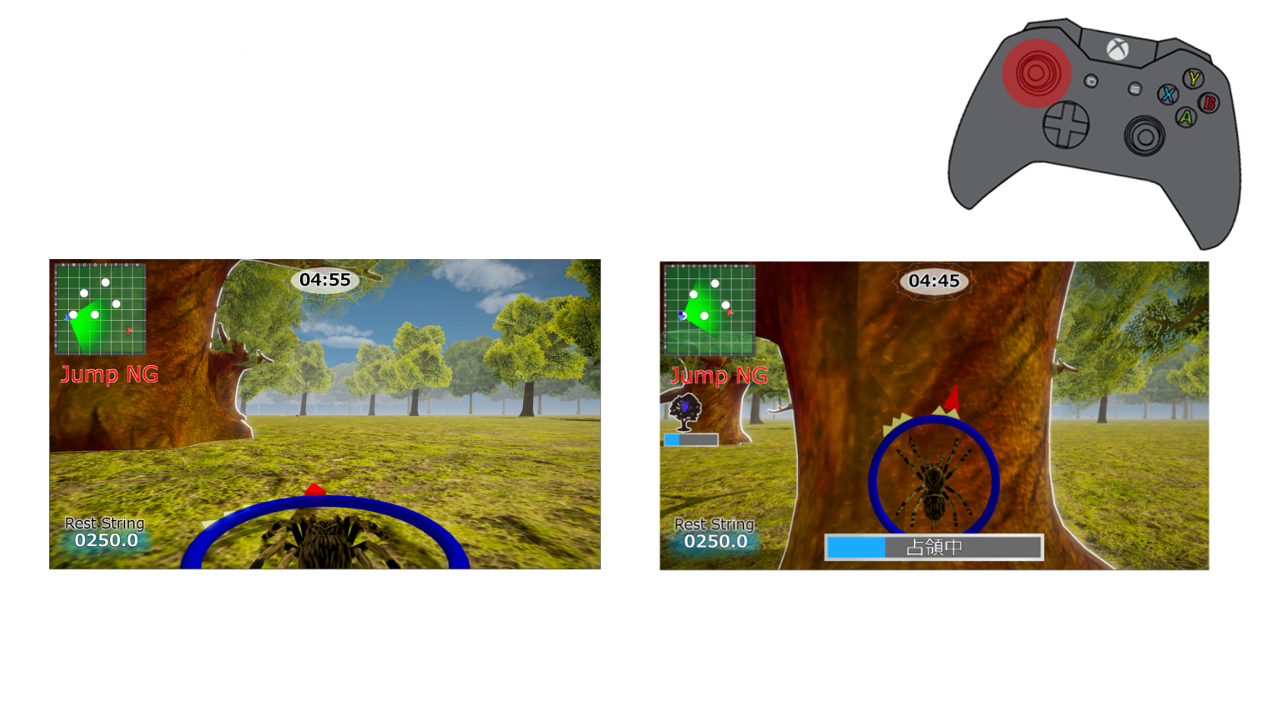 Y
X
B
A
04:55
Jump NG
Rest String
0250.0
04:45
Jump NG
Rest String
0250.0
占領中